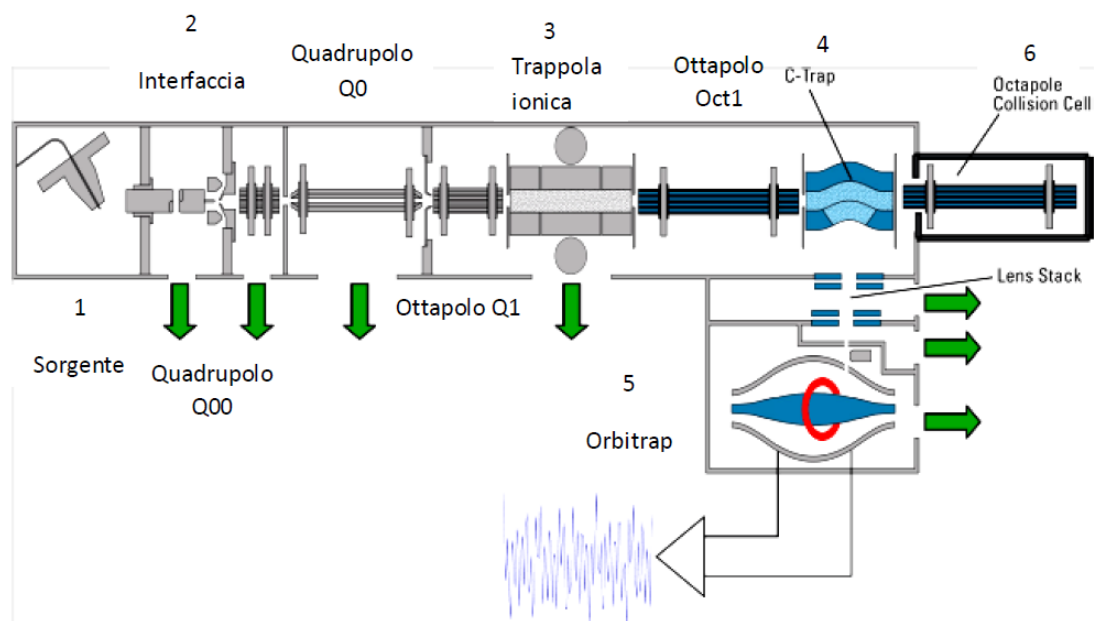 2
Interfaccia
Quadrupolo
Q0
3
Trappola
ionica
Ottapolo
Oct1
4
C-Trap
6
Octapole
Collision Cell
1
Sorgente
Quadrupolo
Q00
Ottapolo Q1
Lens Stack
5
Orbitrap